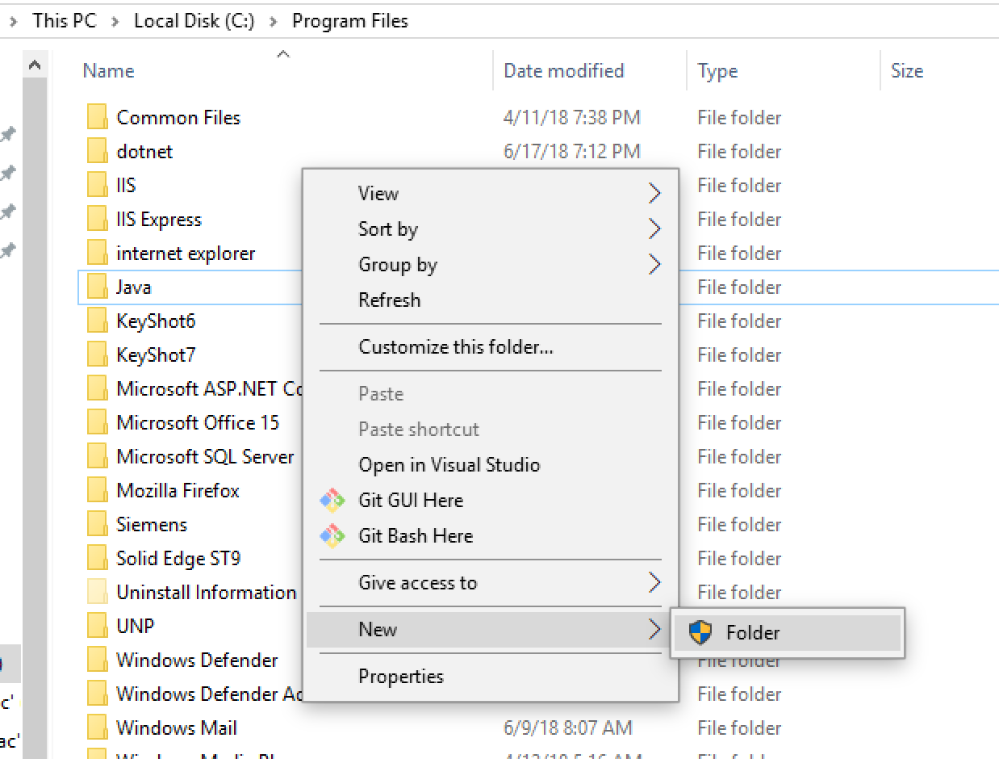 This PC > Local Disk (C:) > Program Files
Name Date modified Type Size
Common Files 4/11/18 7:38 PM File folder
dotnet 6/17/18 7:12 PM File folder
IIS File folder
IIS Express File folder
internet explorer File folder
Java File folder
KeyShot6 File folder
KeyShot7 File folder
Microsoft ASP.NET File folder
Microsoft Office 15 File folder
Microsoft SQL Server File folder
Mozilla Firefox File folder
Siemens File folder
Solid Edge ST9 File folder
Uninstall Information File folder
UNP
Windows Defender File folder
Windows Defender File folder
Windows Mail 6/9/18 8:07 AM File folder
View
Sort by
Group by
Refresh
Customize this folder...
Paste
Paste shortcut
Open in Visual Studio
Git GUI Here
Git Bash Here
Give access to
New
Properties
Folder